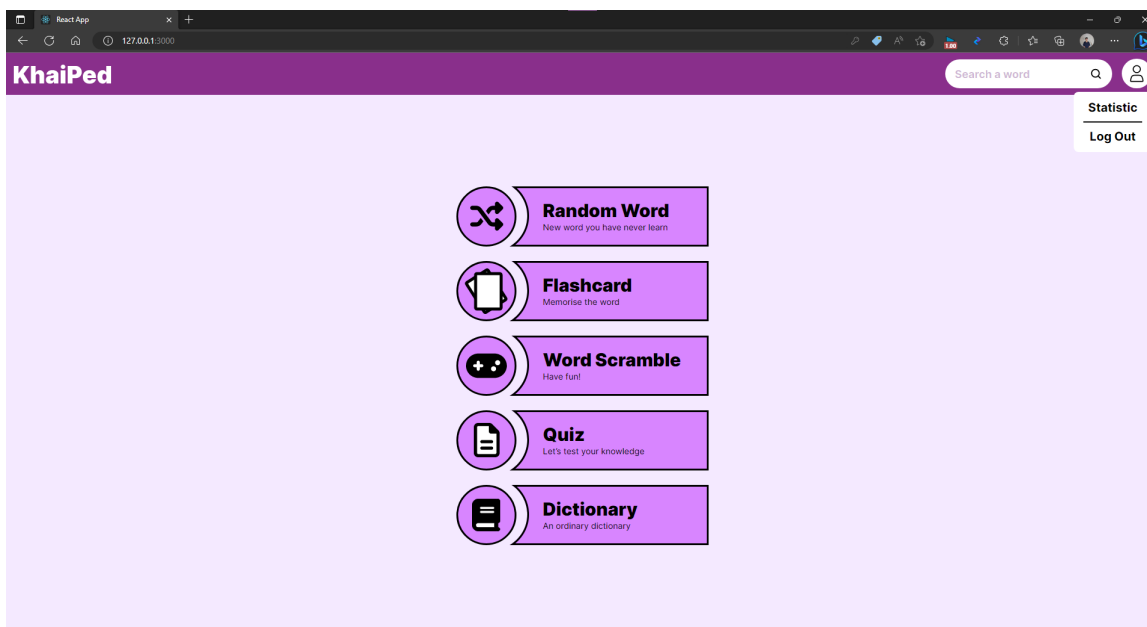 React App
127.0.0.1:3000
1.00
KhaiPed
Search a word
Statistic
Log Out
Random Word
New word you have never learn
Flashcard
Memorise the word
Word Scramble
Have fun!
Quiz
Let's test your knowledge
Dictionary
An ordinary dictionary